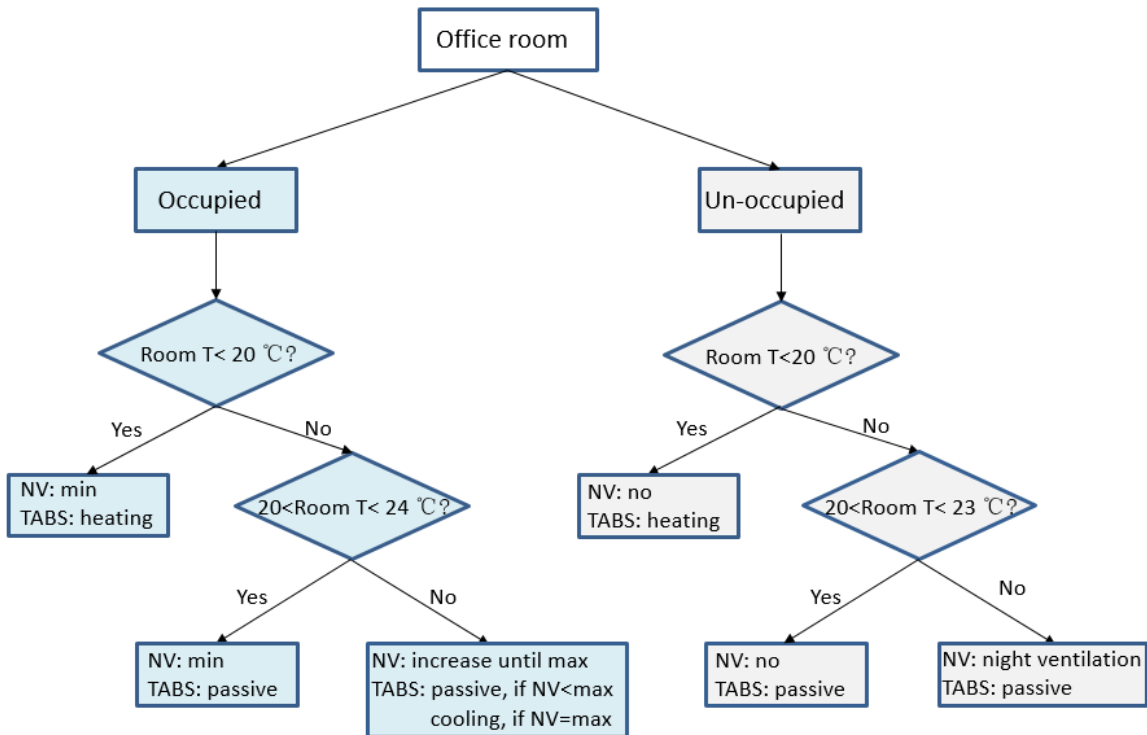 Office room
Occupied
Un-occupied
Room T< 20 ℃?
Room T<20 ℃?
Yes
No
Yes
No
NV: min
TABS: heating
20<Room T< 24 ℃?
NV: no
TABS: heating
20<Room T< 23 ℃?
Yes
No
Yes
No
NV: min
TABS: passive
NV: increase until max
TABS: passive, if NV<max
cooling, if NV=max
NV: no
TABS: passive
NV: night ventilation
TABS: passive